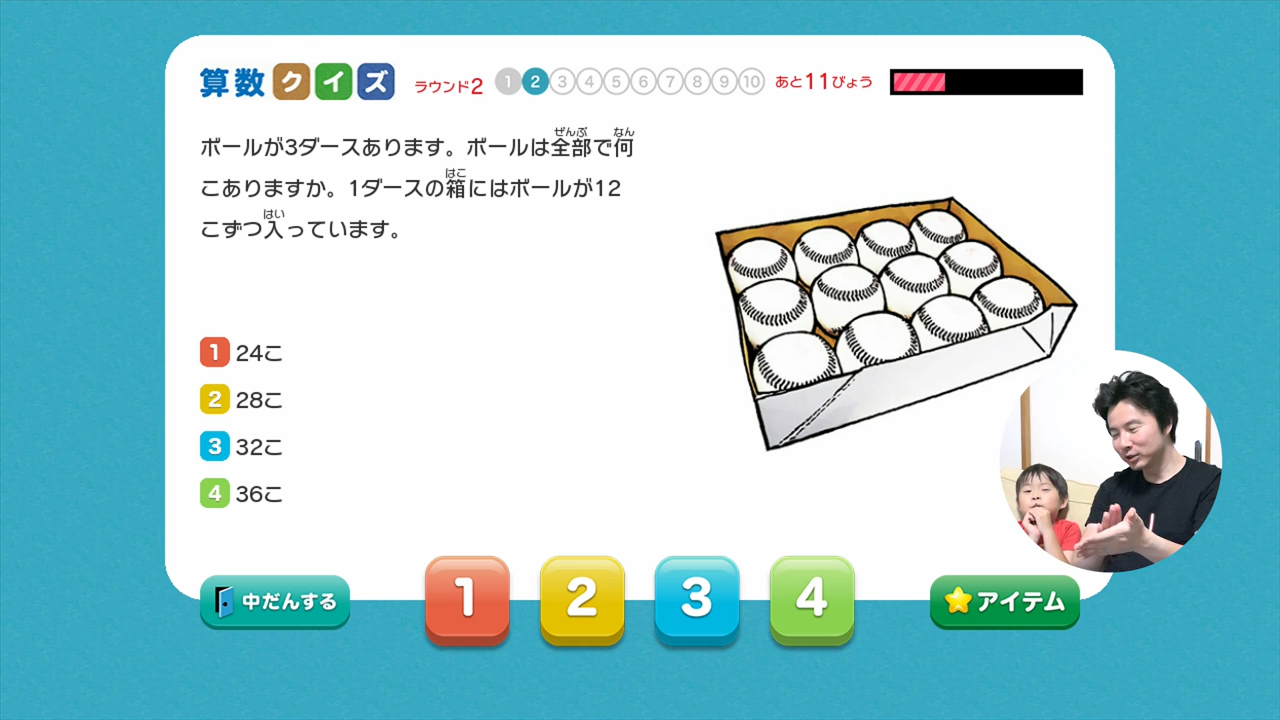 算数クイズ ラウンド2 1 2 3 4 5 6 7 8 9 10 あと11びょう
ボールが3ダースあります。ボールは全部で何
ぜんぶ なん
こありますか。1ダースの箱にはボールが12
はこ
こずつ入っています。
はい
1 24こ
2 28こ
3 32こ
4 36こ
中だんする 1 2 3 4 アイテム